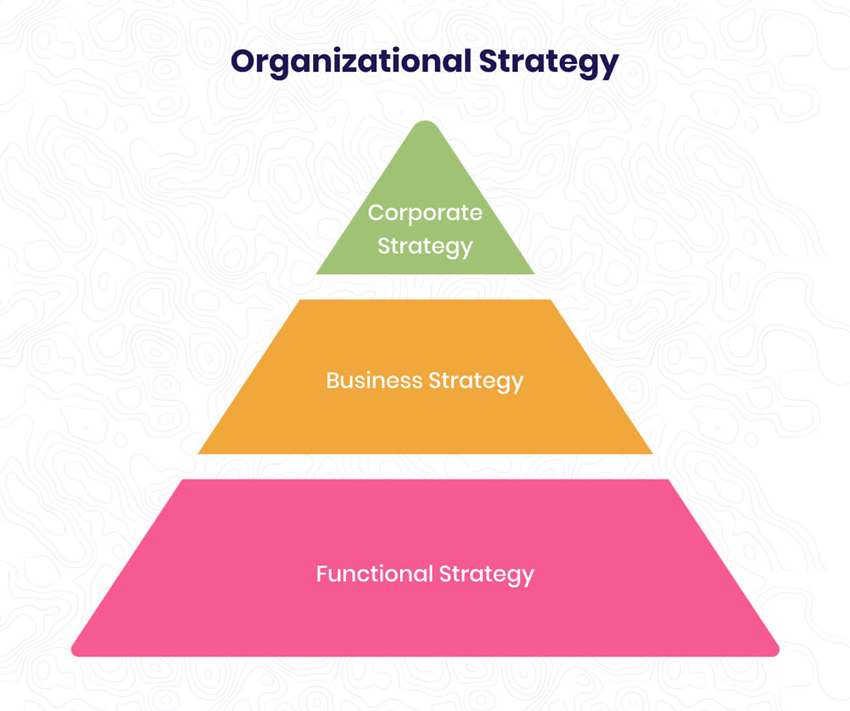 Organizational Strategy
Corporate
Strategy
Business Strategy
Functional Strategy